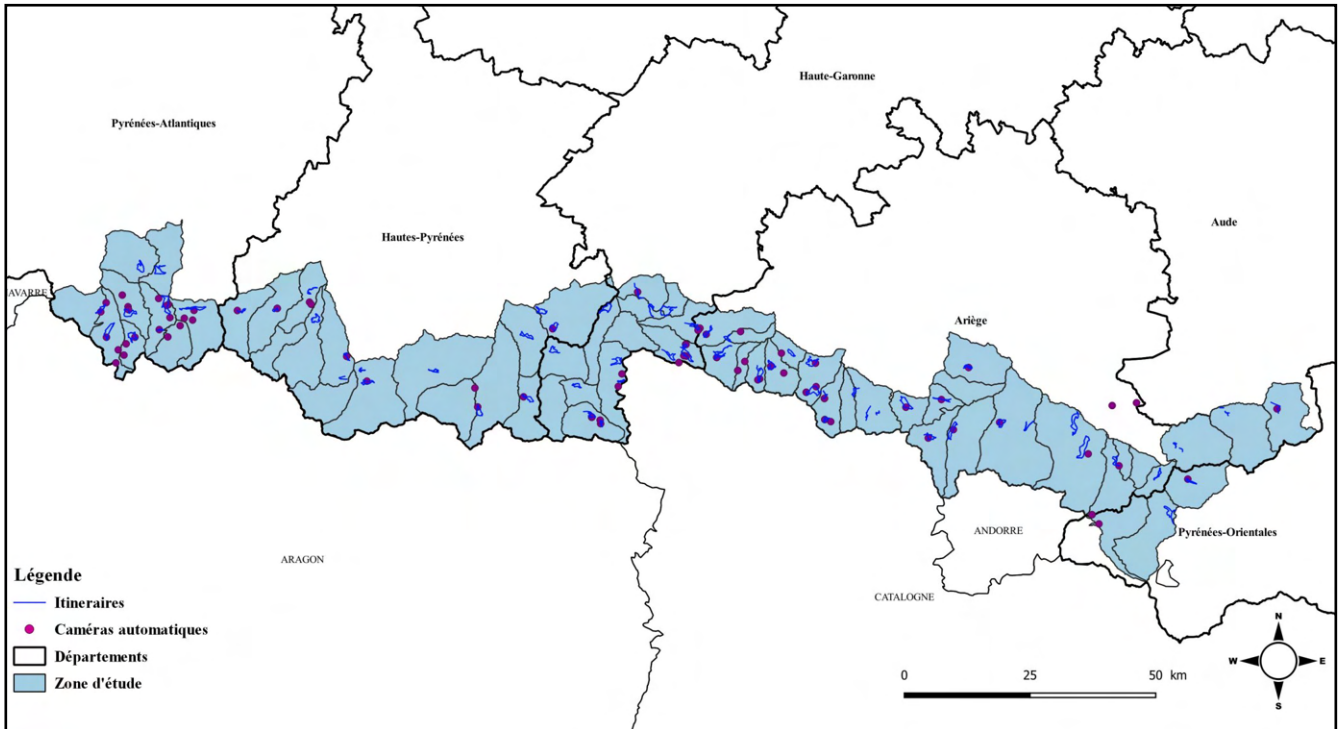 Haute-Garonne
Pyrénées-Atlantiques
Aude
Hautes-Pyrénées
NAVARRE
Ariège
ANDORRE
Pyrénées-Orientales
ARAGON
CATALOGNE
Légende
Itineraires
Caméras automatiques
Départements
Zone d'étude
0 25 50 km
N
W E
S